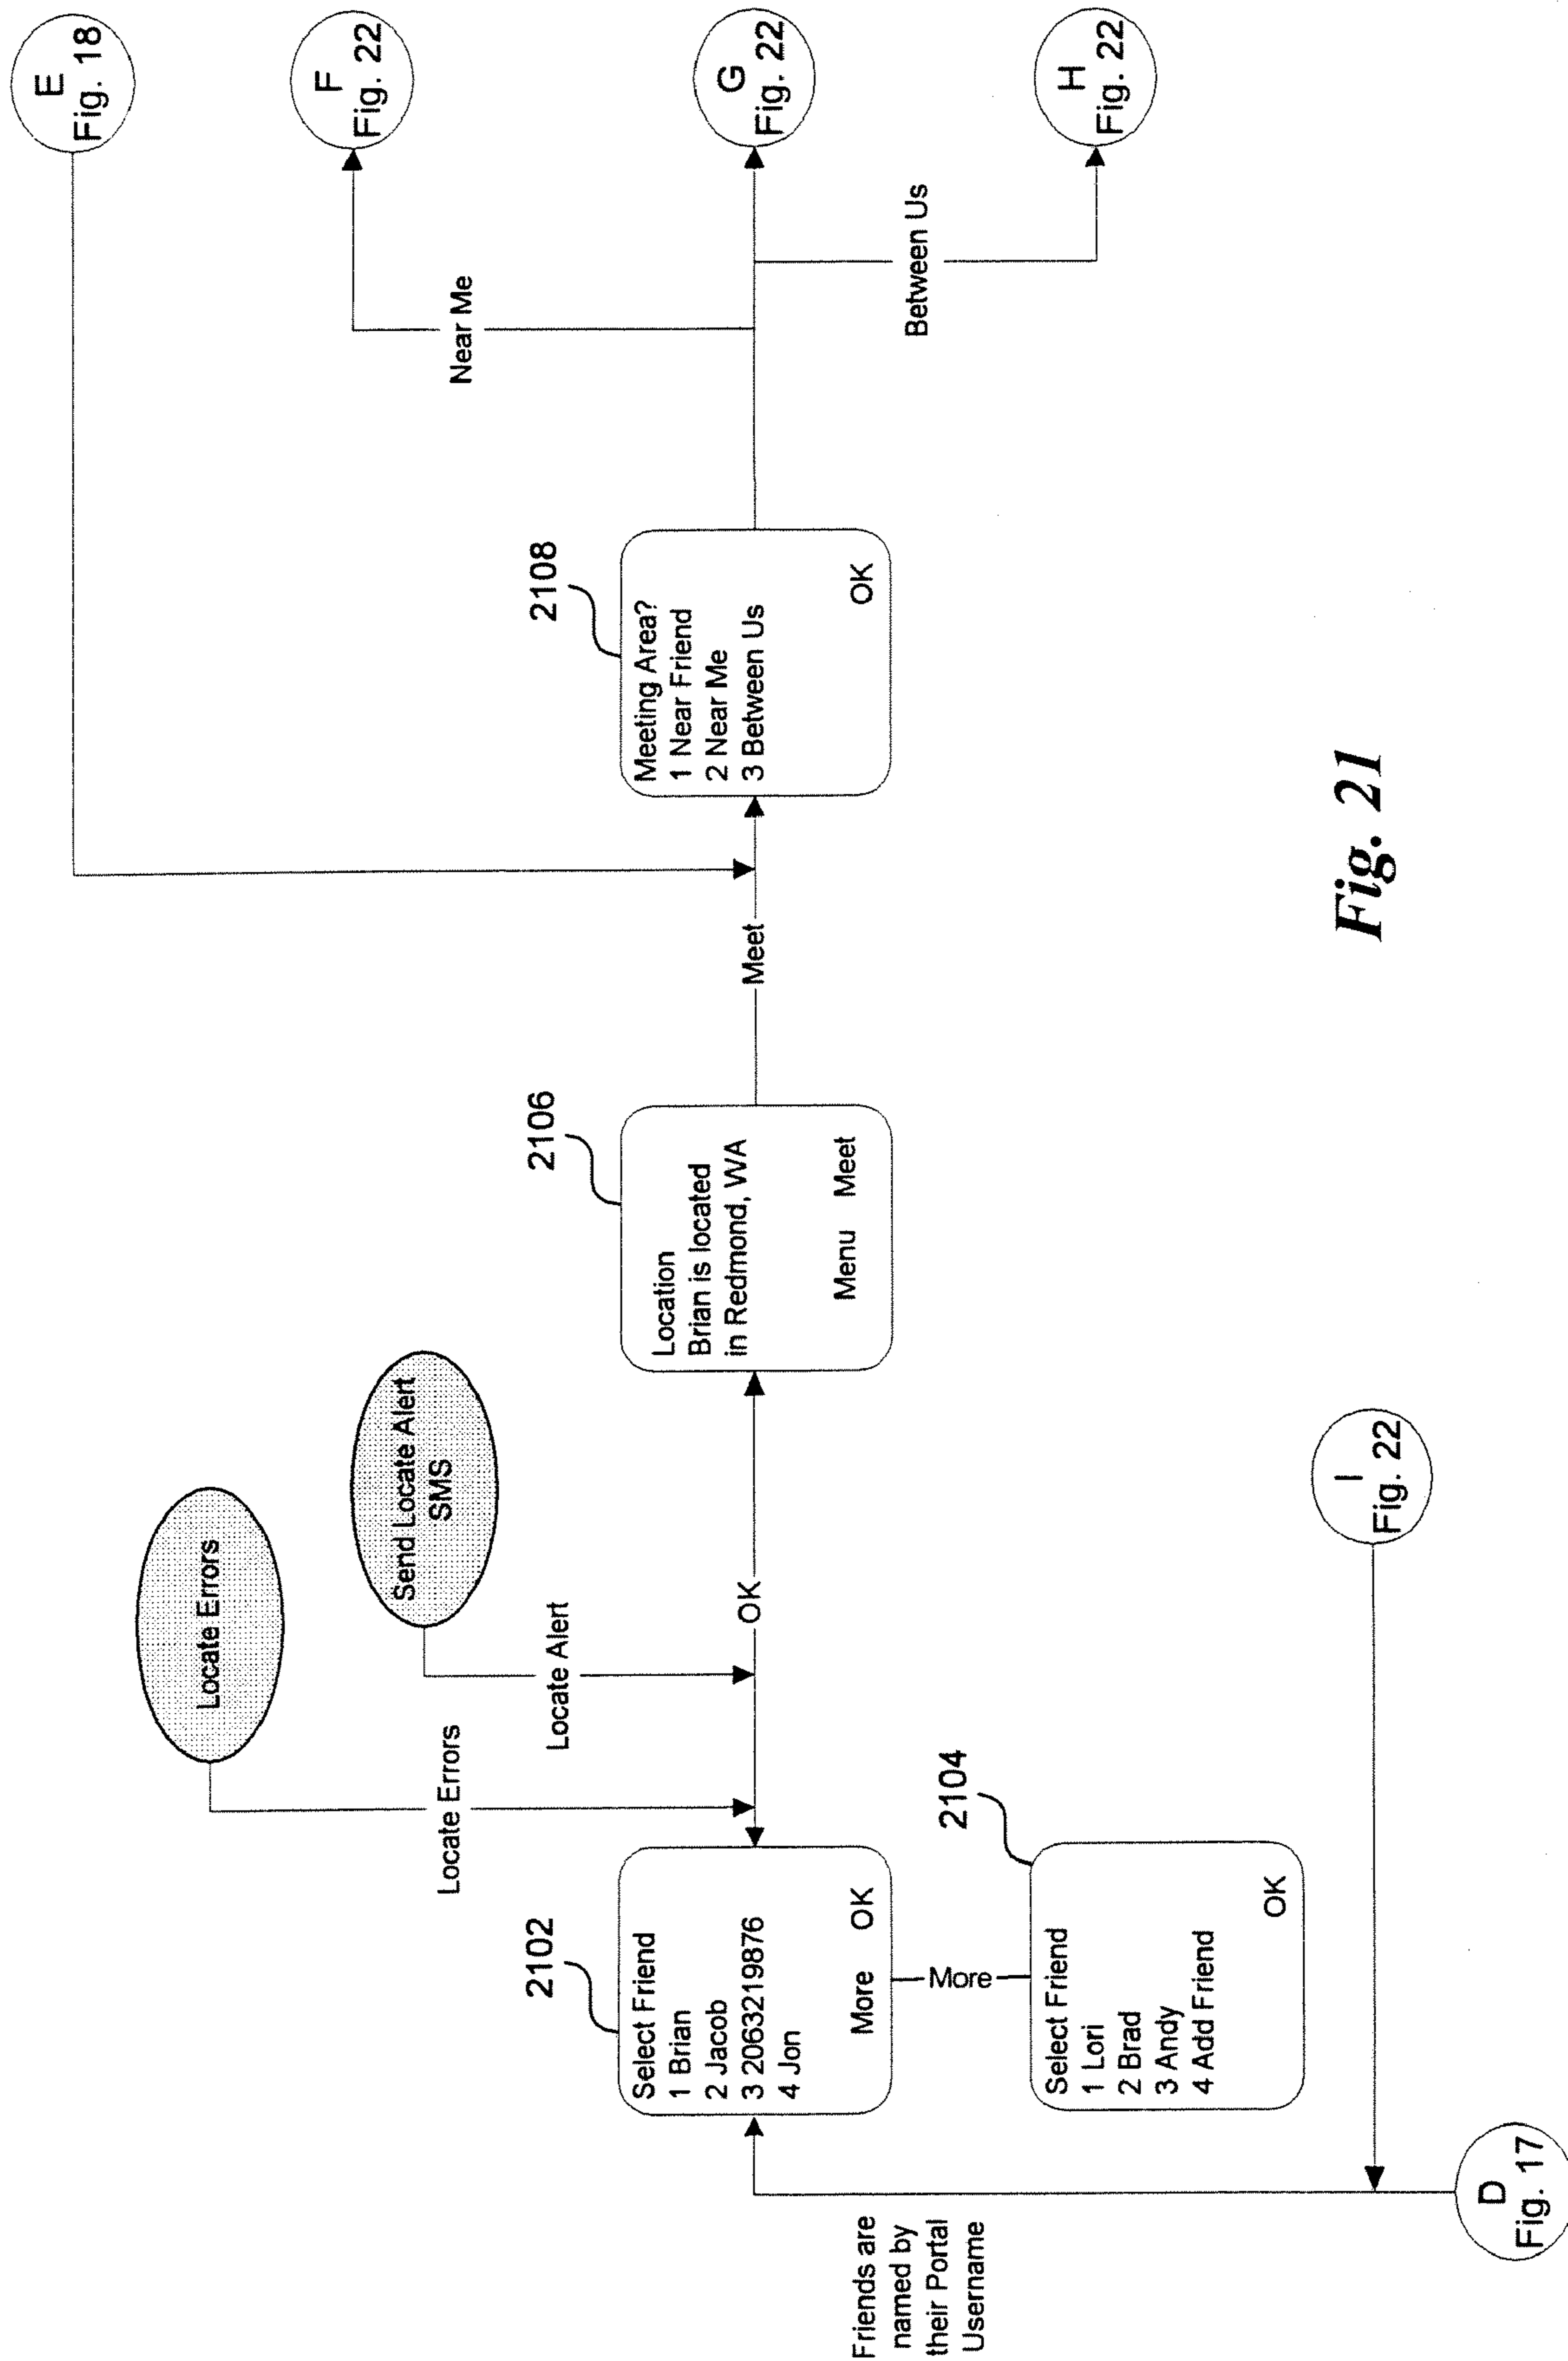 E
Fig. 18
F
Fig. 22
G
Fig. 22
H
Fig. 22
Near Me
Between Us
2108
Meeting Area?
1 Near Friend
2 Near Me
3 Between Us
OK
Meet
2106
Location
Brian is located
in Redmond, WA
Menu Meet
Locate Errors
Send Locate Alert
SMS
Locate Errors
Locate Alert
OK
2102
Select Friend
1 Brian
2 Jacob
3 2063219876
4 Jon
More OK
More
2104
Select Friend
1 Lori
2 Brad
3 Andy
4 Add Friend
OK
I
Fig. 22
D
Fig. 17
Friends are
named by
their Portal
Username
Fig. 21